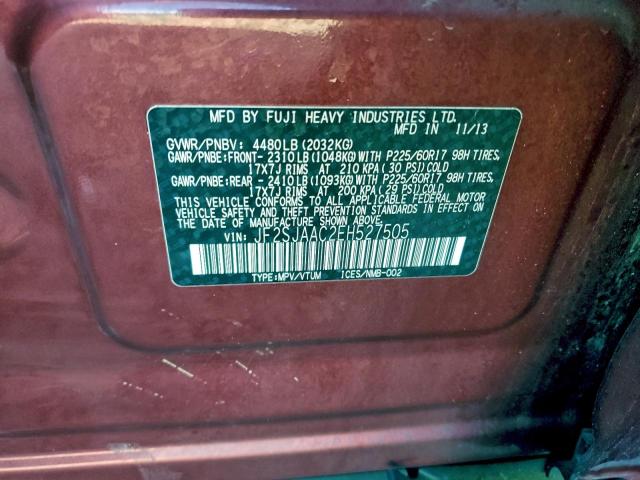 MFD BY FUJI HEAVY INDUSTRIES LTD.
MFD IN 11/13
GVWR/PNBV: 4480LB (2032KG)
GAWR/PNBE:FRONT- 2310LB (1048KG) WITH P225/60R17 98H TIRES,
17X7J RIMS AT 210 KPA (30 PSI) COLD
GAWR/PNBE:REAR - 2410LB (1093KG) WITH P225/60R17 98H TIRES,
17X7J RIMS AT 200 KPA (29 PSI) COLD
THIS VEHICLE CONFORMS TO ALL APPLICABLE FEDERAL MOTOR
VEHICLE SAFETY AND THEFT PREVENTION STANDARDS IN EFFECT ON
THE DATE OF MANUFACTURE SHOWN ABOVE.
VIN: JF2SJAAC2EH527505
TYPE:MPV/VTUM ICES/NMB-002